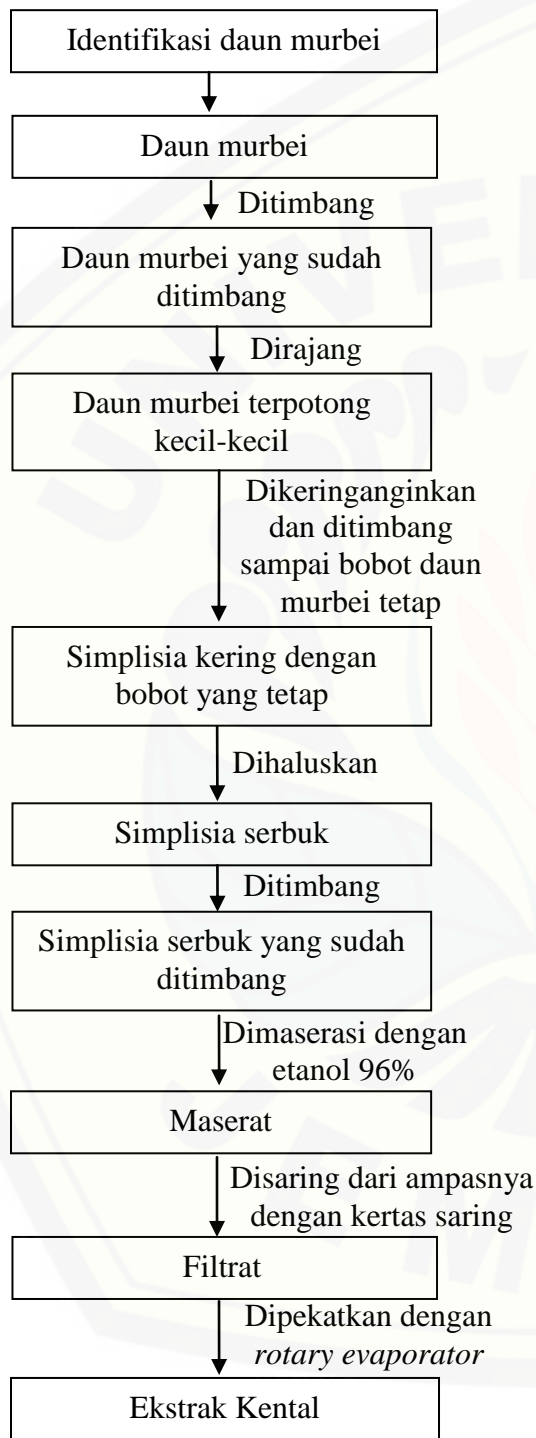 Identifikasi daun murbei
Daun murbei
Ditimbang
Daun murbei yang sudah
ditimbang
Dirajang
Daun murbei terpotong
kecil-kecil
Dikeringanginkan
dan ditimbang
sampai bobot daun
murbei tetap
Simplisia kering dengan
bobot yang tetap
Dihaluskan
Simplisia serbuk
Ditimbang
Simplisia serbuk yang sudah
ditimbang
Dimaserasi dengan
etanol 96%
Maserat
Disaring dari ampasnya
dengan kertas saring
Filtrat
Dipekatkan dengan
rotary evaporator
Ekstrak Kental